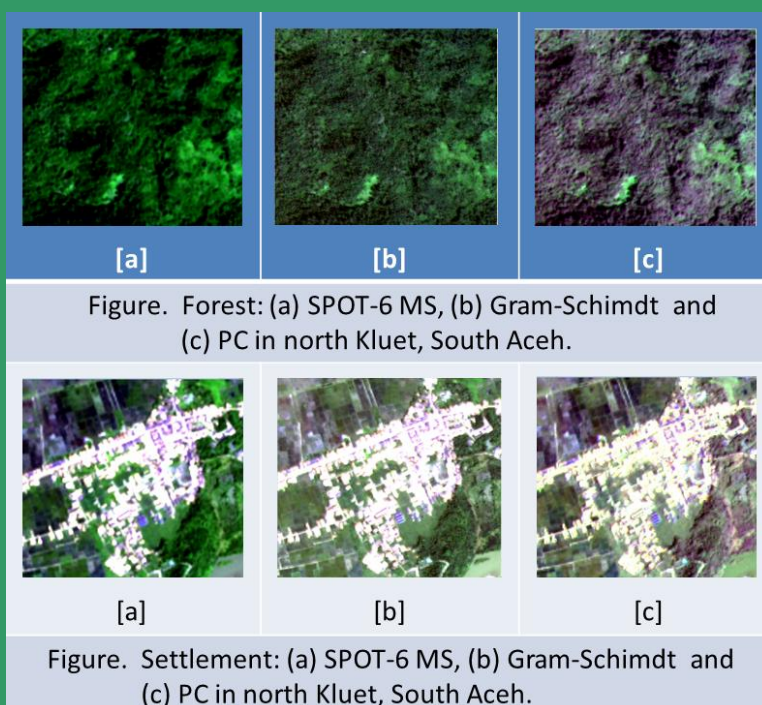 [a] [b] [c]
Figure. Forest: (a) SPOT-6 MS, (b) Gram-Schimdt and
(c) PC in north Kluet, South Aceh.
[a] [b] [c]
Figure. Settlement: (a) SPOT-6 MS, (b) Gram-Schimdt and
(c) PC in north Kluet, South Aceh.